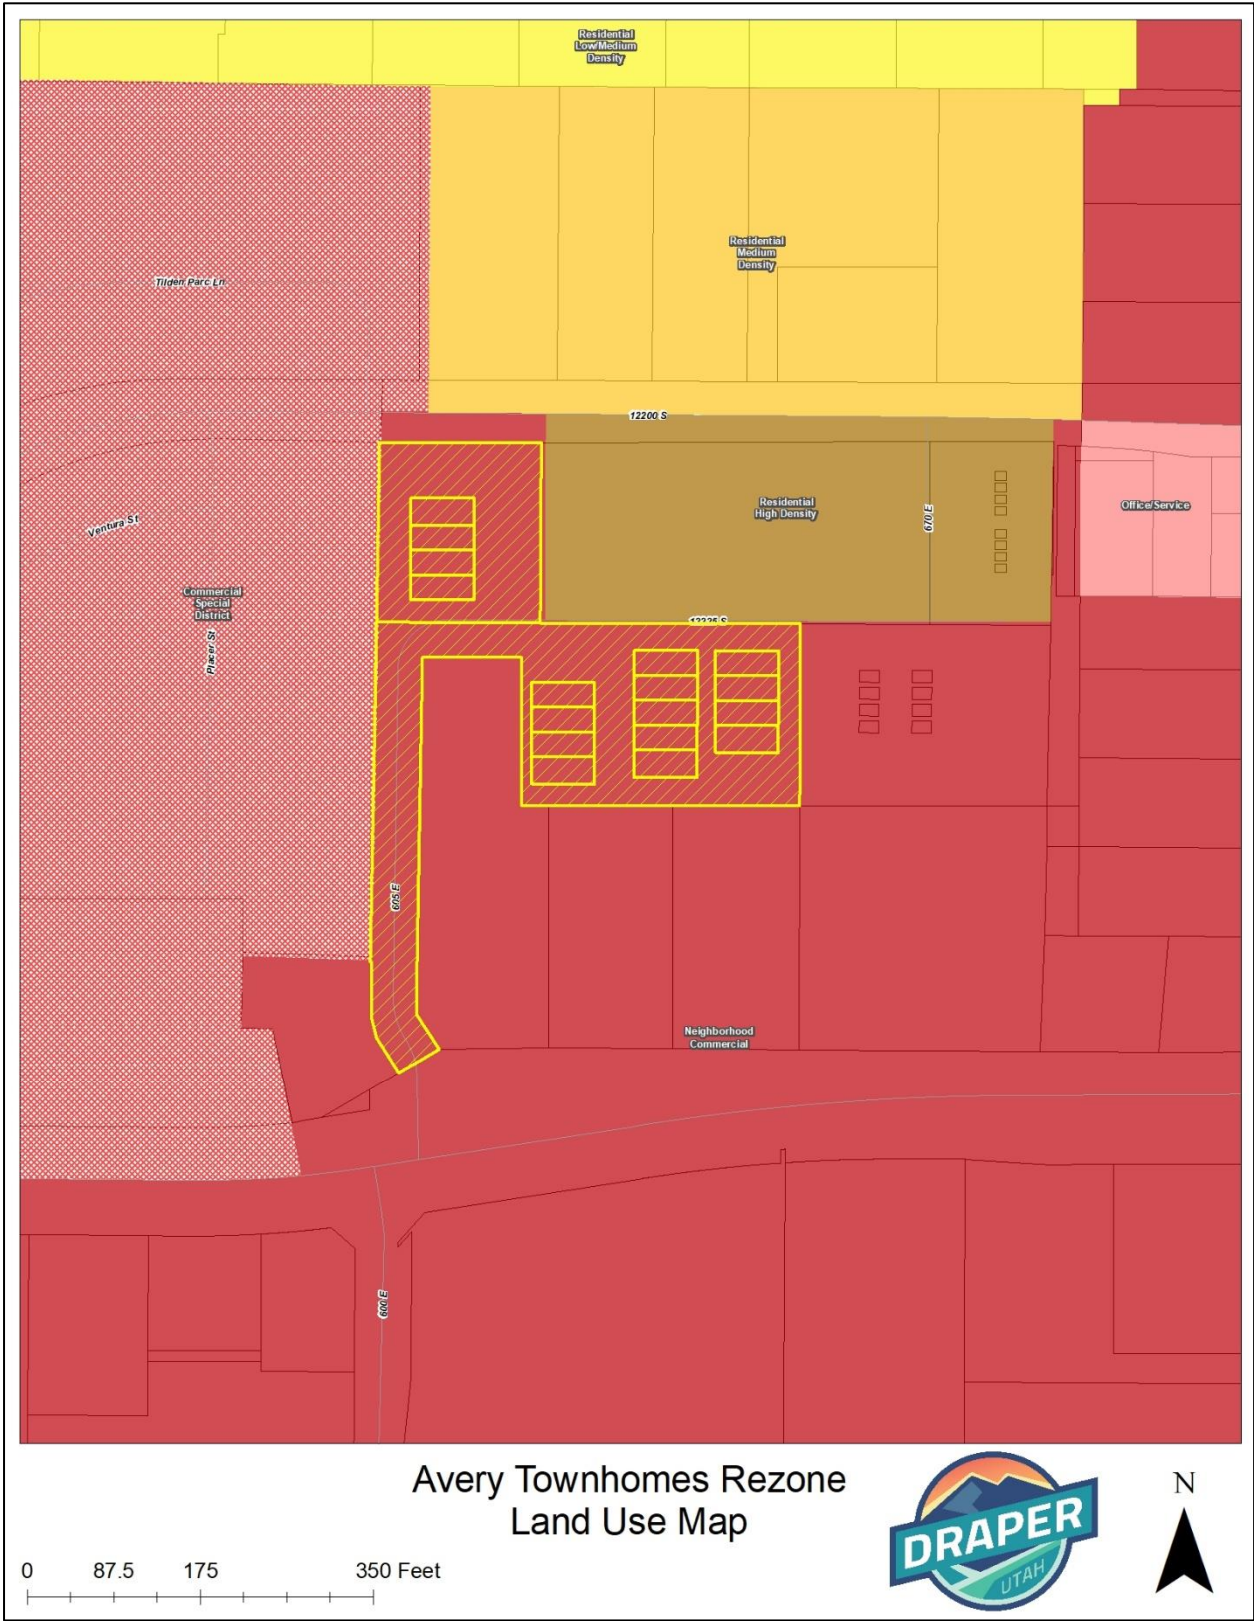 Residential
Low/Medium
Density
Residential
Medium
Density
Tilden Parc Ln
12200 S
Residential
High Density
670 E
Office/Service
Ventura St
Commercial
Special
District
Placer St
12225 S
605 E
Neighborhood
Commercial
600 E
Avery Townhomes Rezone
Land Use Map
0 87.5 175 350 Feet
DRAPER
UTAH
N